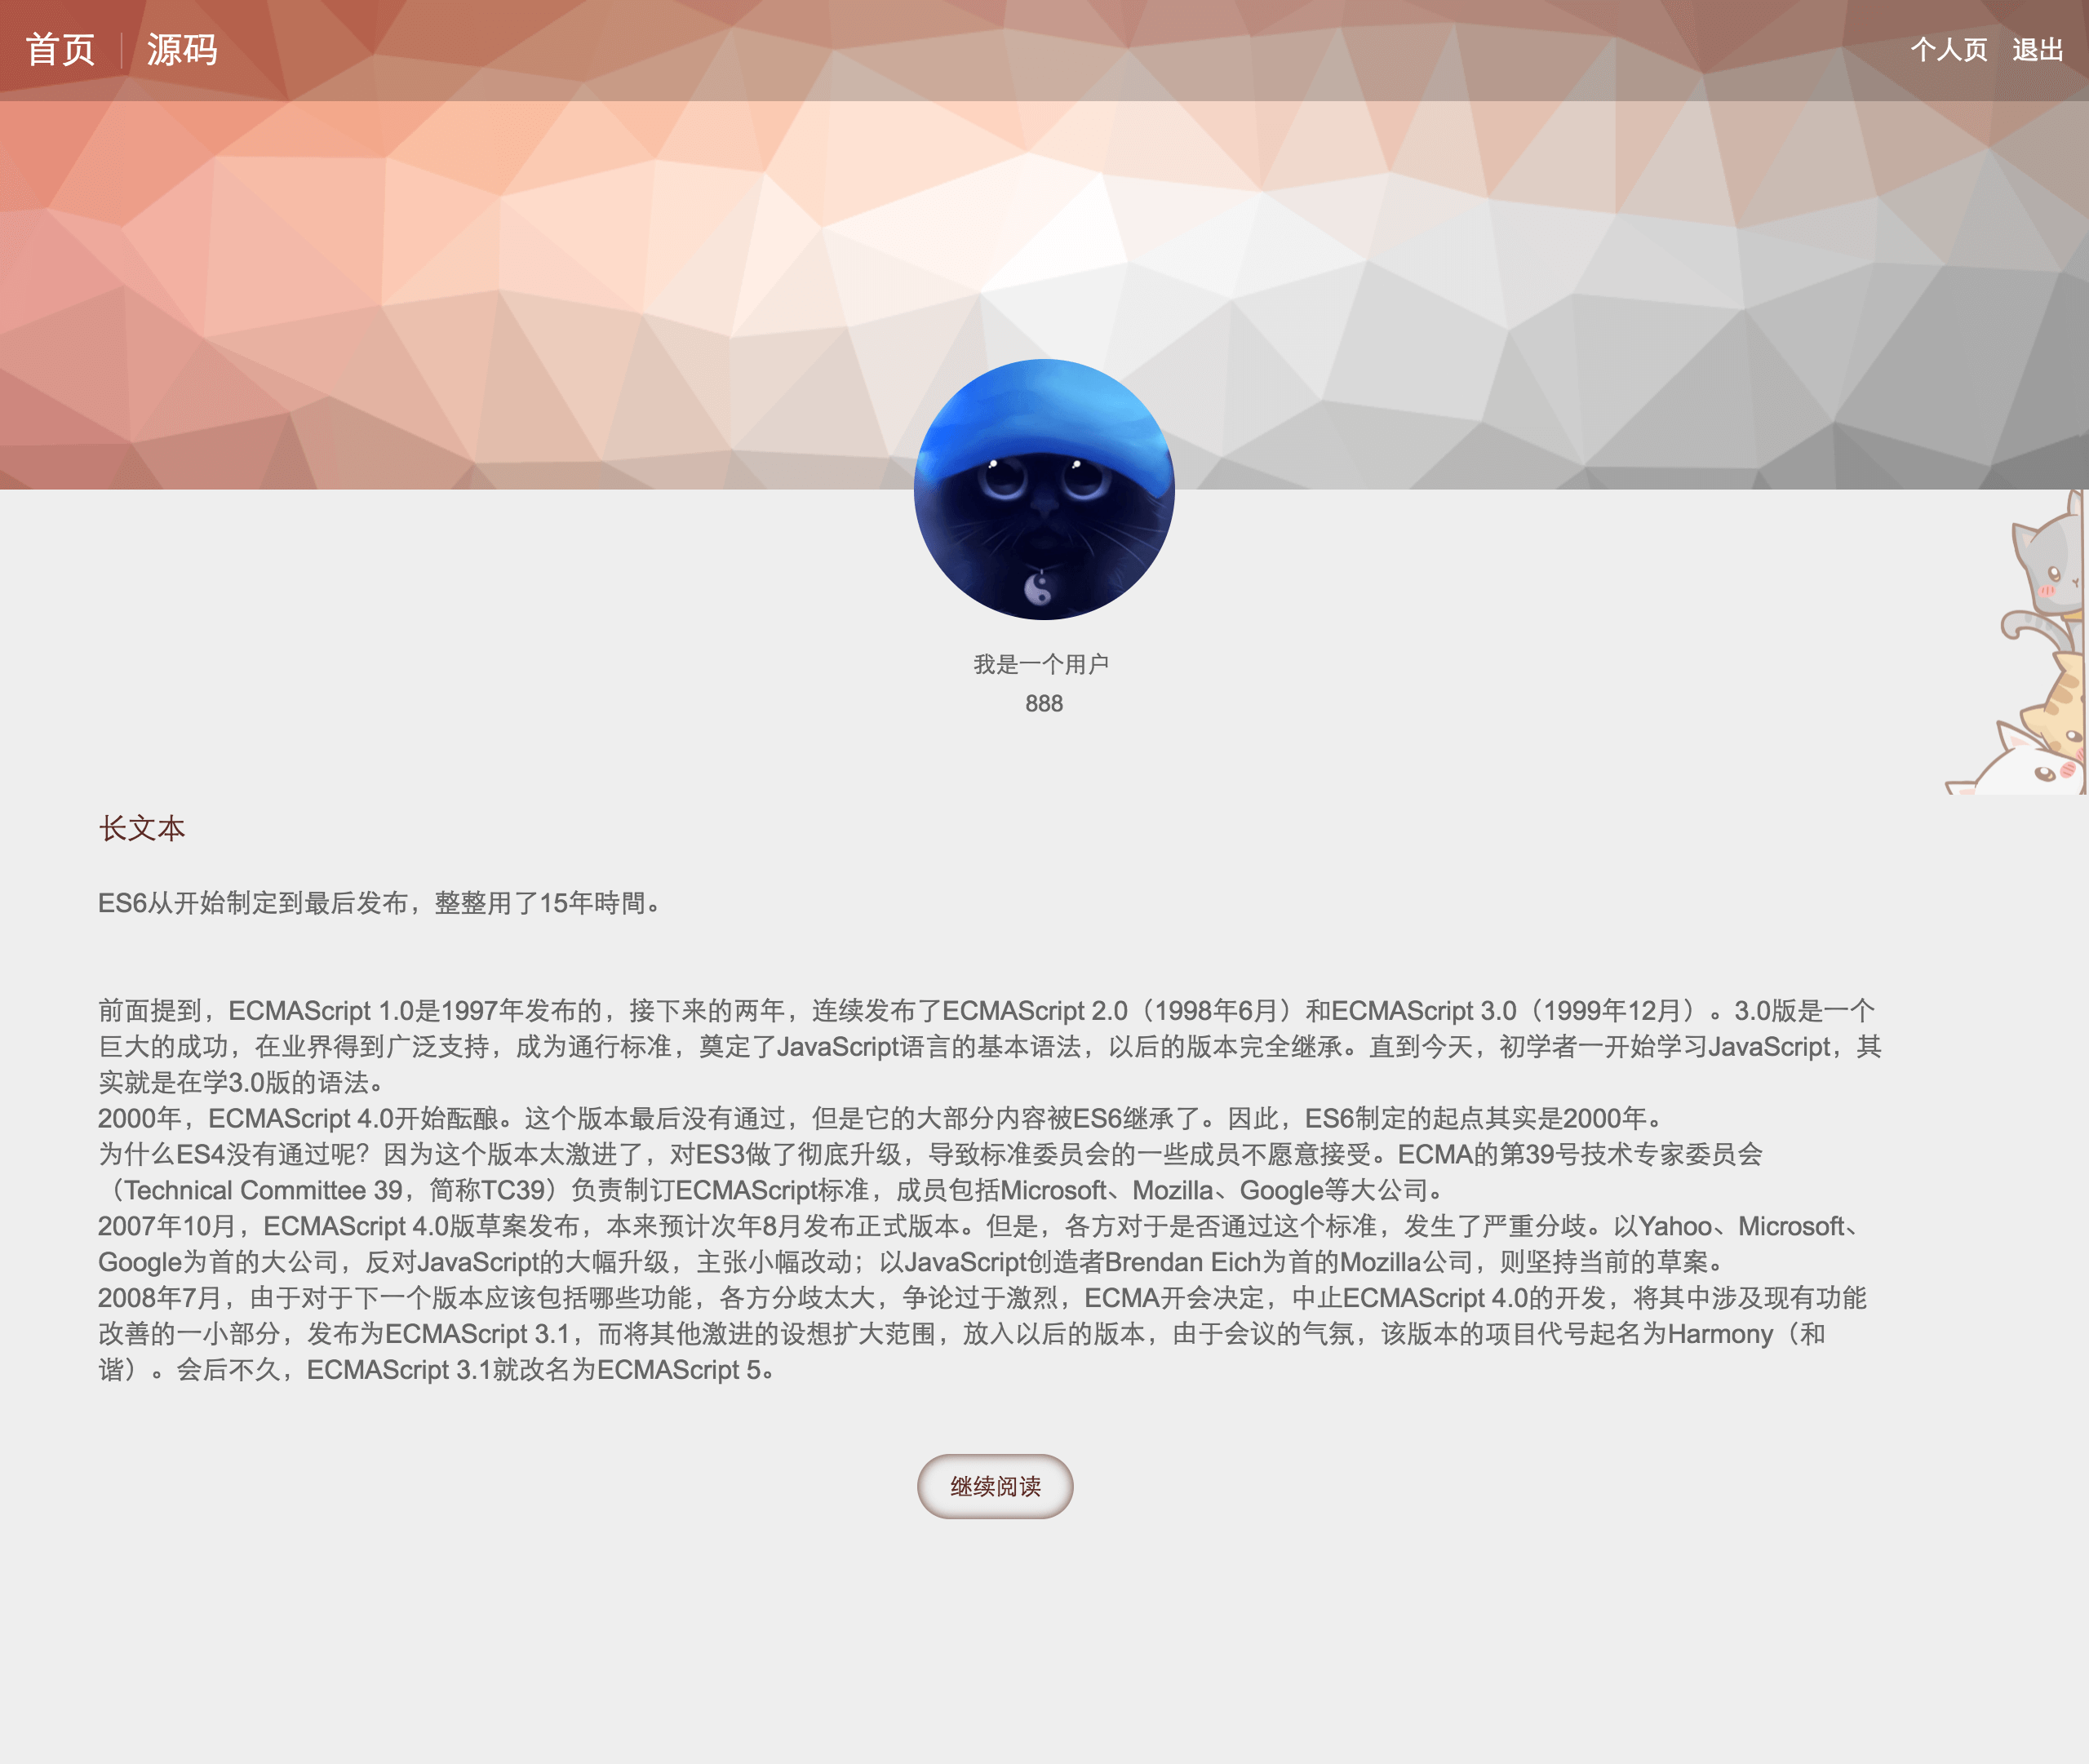 首页 源码 个人页 退出
我是一个用户
888
长文本
ES6从开始制定到最后发布，整整用了15年時間。
前面提到，ECMAScript 1.0是1997年发布的，接下来的两年，连续发布了ECMAScript 2.0（1998年6月）和ECMAScript 3.0（1999年12月）。3.0版是一个
巨大的成功，在业界得到广泛支持，成为通行标准，奠定了JavaScript语言的基本语法，以后的版本完全继承。直到今天，初学者一开始学习JavaScript，其
实就是在学3.0版的语法。
2000年，ECMAScript 4.0开始酝酿。这个版本最后没有通过，但是它的大部分内容被ES6继承了。因此，ES6制定的起点其实是2000年。
为什么ES4没有通过呢？因为这个版本太激进了，对ES3做了彻底升级，导致标准委员会的一些成员不愿意接受。ECMA的第39号技术专家委员会
（Technical Committee 39，简称TC39）负责制订ECMAScript标准，成员包括Microsoft、Mozilla、Google等大公司。
2007年10月，ECMAScript 4.0版草案发布，本来预计次年8月发布正式版本。但是，各方对于是否通过这个标准，发生了严重分歧。以Yahoo、Microsoft、
Google为首的大公司，反对JavaScript的大幅升级，主张小幅改动；以JavaScript创造者Brendan Eich为首的Mozilla公司，则坚持当前的草案。
2008年7月，由于对于下一个版本应该包括哪些功能，各方分歧太大，争论过于激烈，ECMA开会决定，中止ECMAScript 4.0的开发，将其中涉及现有功能
改善的一小部分，发布为ECMAScript 3.1，而将其他激进的设想扩大范围，放入以后的版本，由于会议的气氛，该版本的项目代号起名为Harmony（和
谐）。会后不久，ECMAScript 3.1就改名为ECMAScript 5。
继续阅读